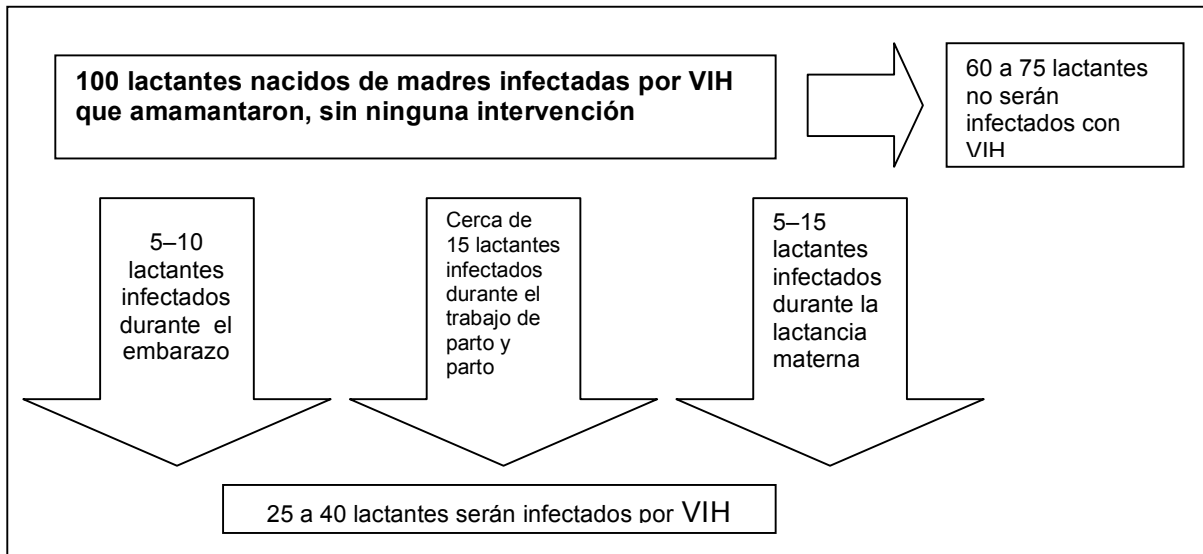 100 lactantes nacidos de madres infectadas por VIH
que amamantaron, sin ninguna intervención
60 a 75 lactantes
no serán
infectados con
VIH
5–10
lactantes
infectados
durante el
embarazo
Cerca de
15 lactantes
infectados
durante el
trabajo de
parto y
parto
5–15
lactantes
infectados
durante la
lactancia
materna
25 a 40 lactantes serán infectados por VIH